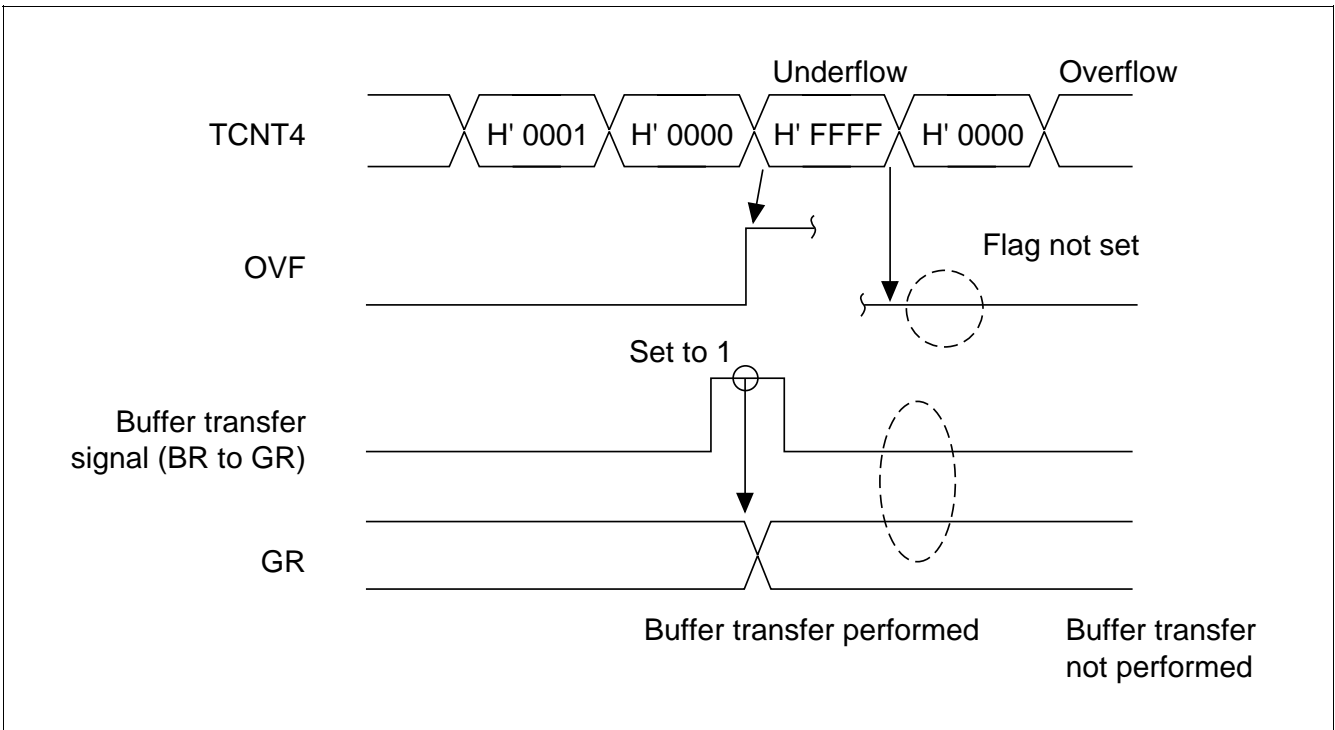 Underflow Overflow
TCNT4 H' 0001 H' 0000 H' FFFF H' 0000
OVF Flag not set
Set to 1
Buffer transfer
signal (BR to GR)
GR
Buffer transfer performed Buffer transfer
not performed